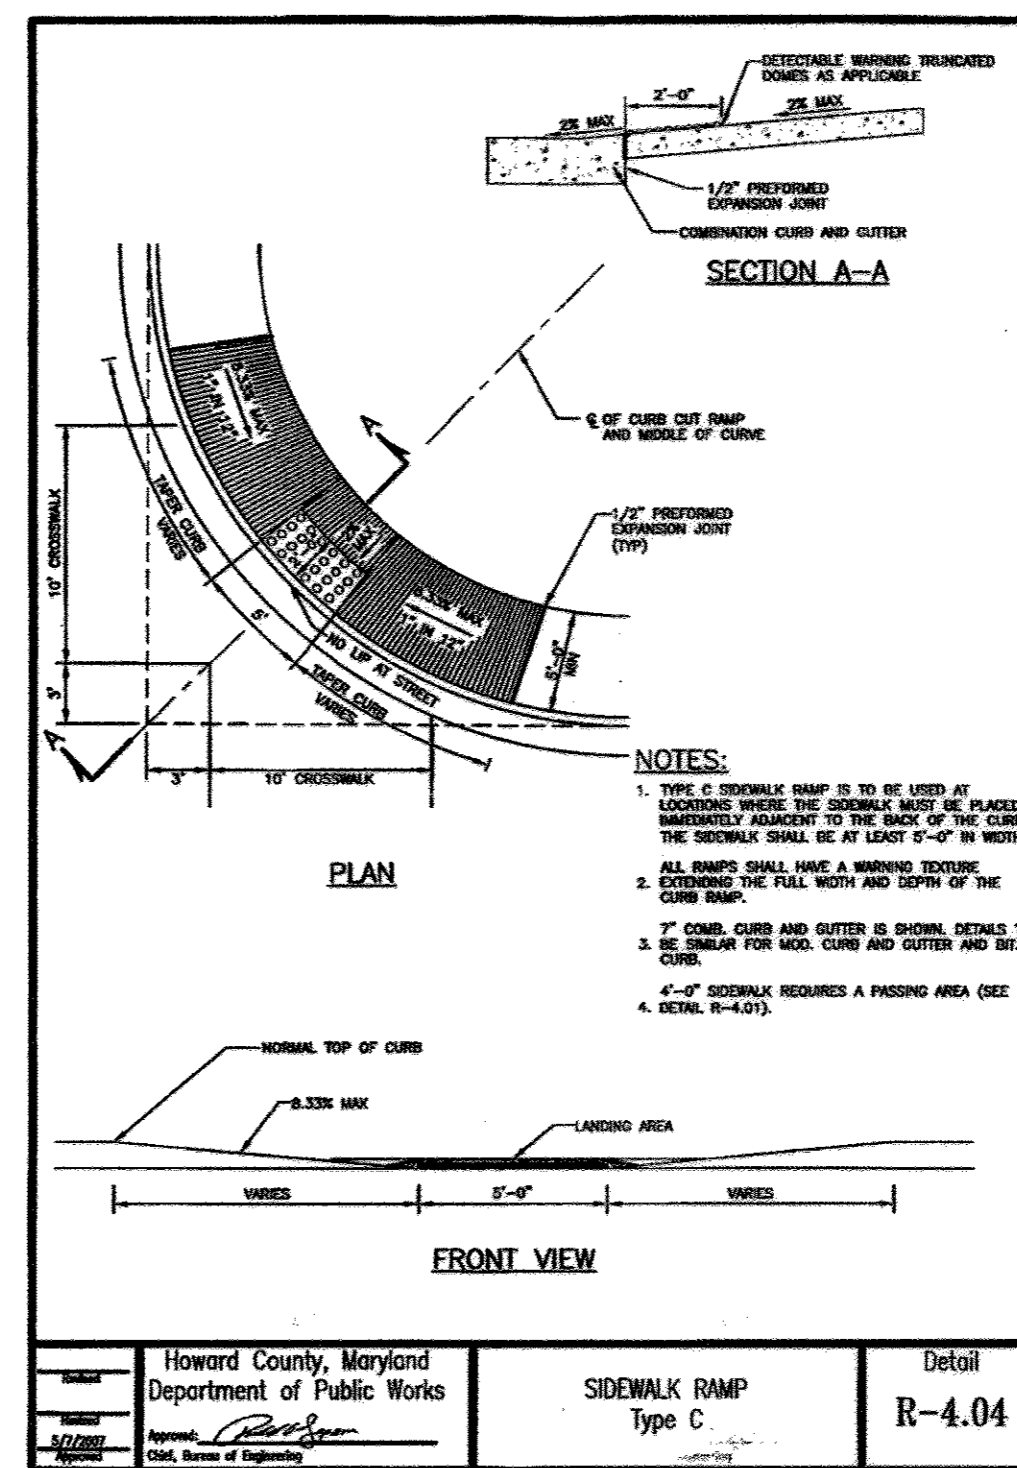 DETECTABLE WARNING TRUNCATED
DOMES AS APPLICABLE
2'-0"
2% MAX
2% MAX
1/2" PREFORMED
EXPANSION JOINT
COMBINATION CURB AND GUTTER
SECTION A-A
8.33% MAX
1" IN 12"
A
℄ OF CURB CUT RAMP
AND MIDDLE OF CURVE
1/2" PREFORMED
EXPANSION JOINT
(TYP)
10' CROSSWALK
TAPER CURB
VARIES
2% MAX
8.33% MAX
1" IN 12"
5'
NO LIP AT STREET
TAPER CURB
VARIES
5'-0"
MIN
3'
A
3'
10' CROSSWALK
PLAN
NOTES:
1. TYPE C SIDEWALK RAMP IS TO BE USED AT
LOCATIONS WHERE THE SIDEWALK MUST BE PLACED
IMMEDIATELY ADJACENT TO THE BACK OF THE CURB
THE SIDEWALK SHALL BE AT LEAST 5'-0" IN WIDTH
ALL RAMPS SHALL HAVE A WARNING TEXTURE
2. EXTENDING THE FULL WIDTH AND DEPTH OF THE
CURB RAMP.
7" COMB. CURB AND GUTTER IS SHOWN. DETAILS
3. BE SIMILAR FOR MOD. CURB AND GUTTER AND BIT.
CURB.
4'-0" SIDEWALK REQUIRES A PASSING AREA (SEE
4. DETAIL R-4.01).
NORMAL TOP OF CURB
8.33% MAX
LANDING AREA
VARIES
5'-0"
VARIES
FRONT VIEW
Revised
Revised
5/7/2007
Approved
Howard County, Maryland
Department of Public Works
Approved:
Chief, Bureau of Engineering
SIDEWALK RAMP
Type C
Detail
R-4.04